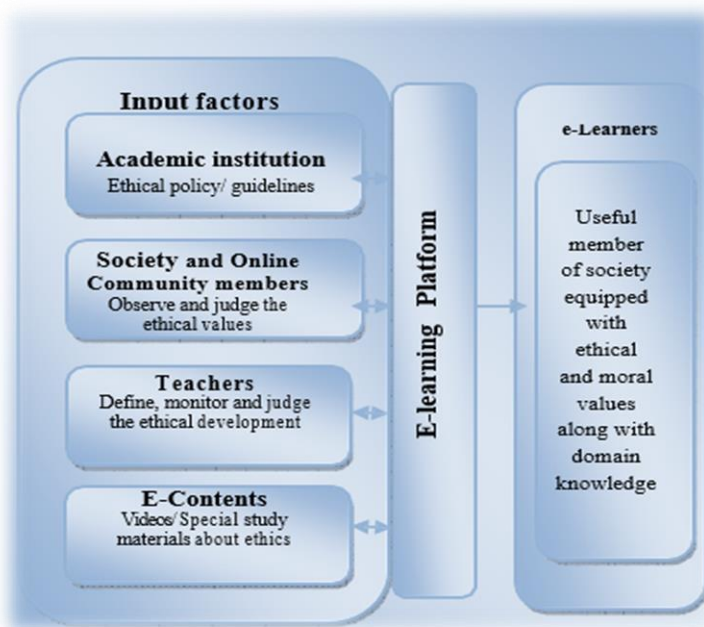 Input factors
Academic institution
Ethical policy/ guidelines
Society and Online
Community members
Observe and judge the
ethical values
Teachers
Define, monitor and judge
the ethical development
E-Contents
Videos/ Special study
materials about ethics
E-learning Platform
e-Learners
Useful
member
of society
equipped
with
ethical
and moral
values
along with
domain
knowledge